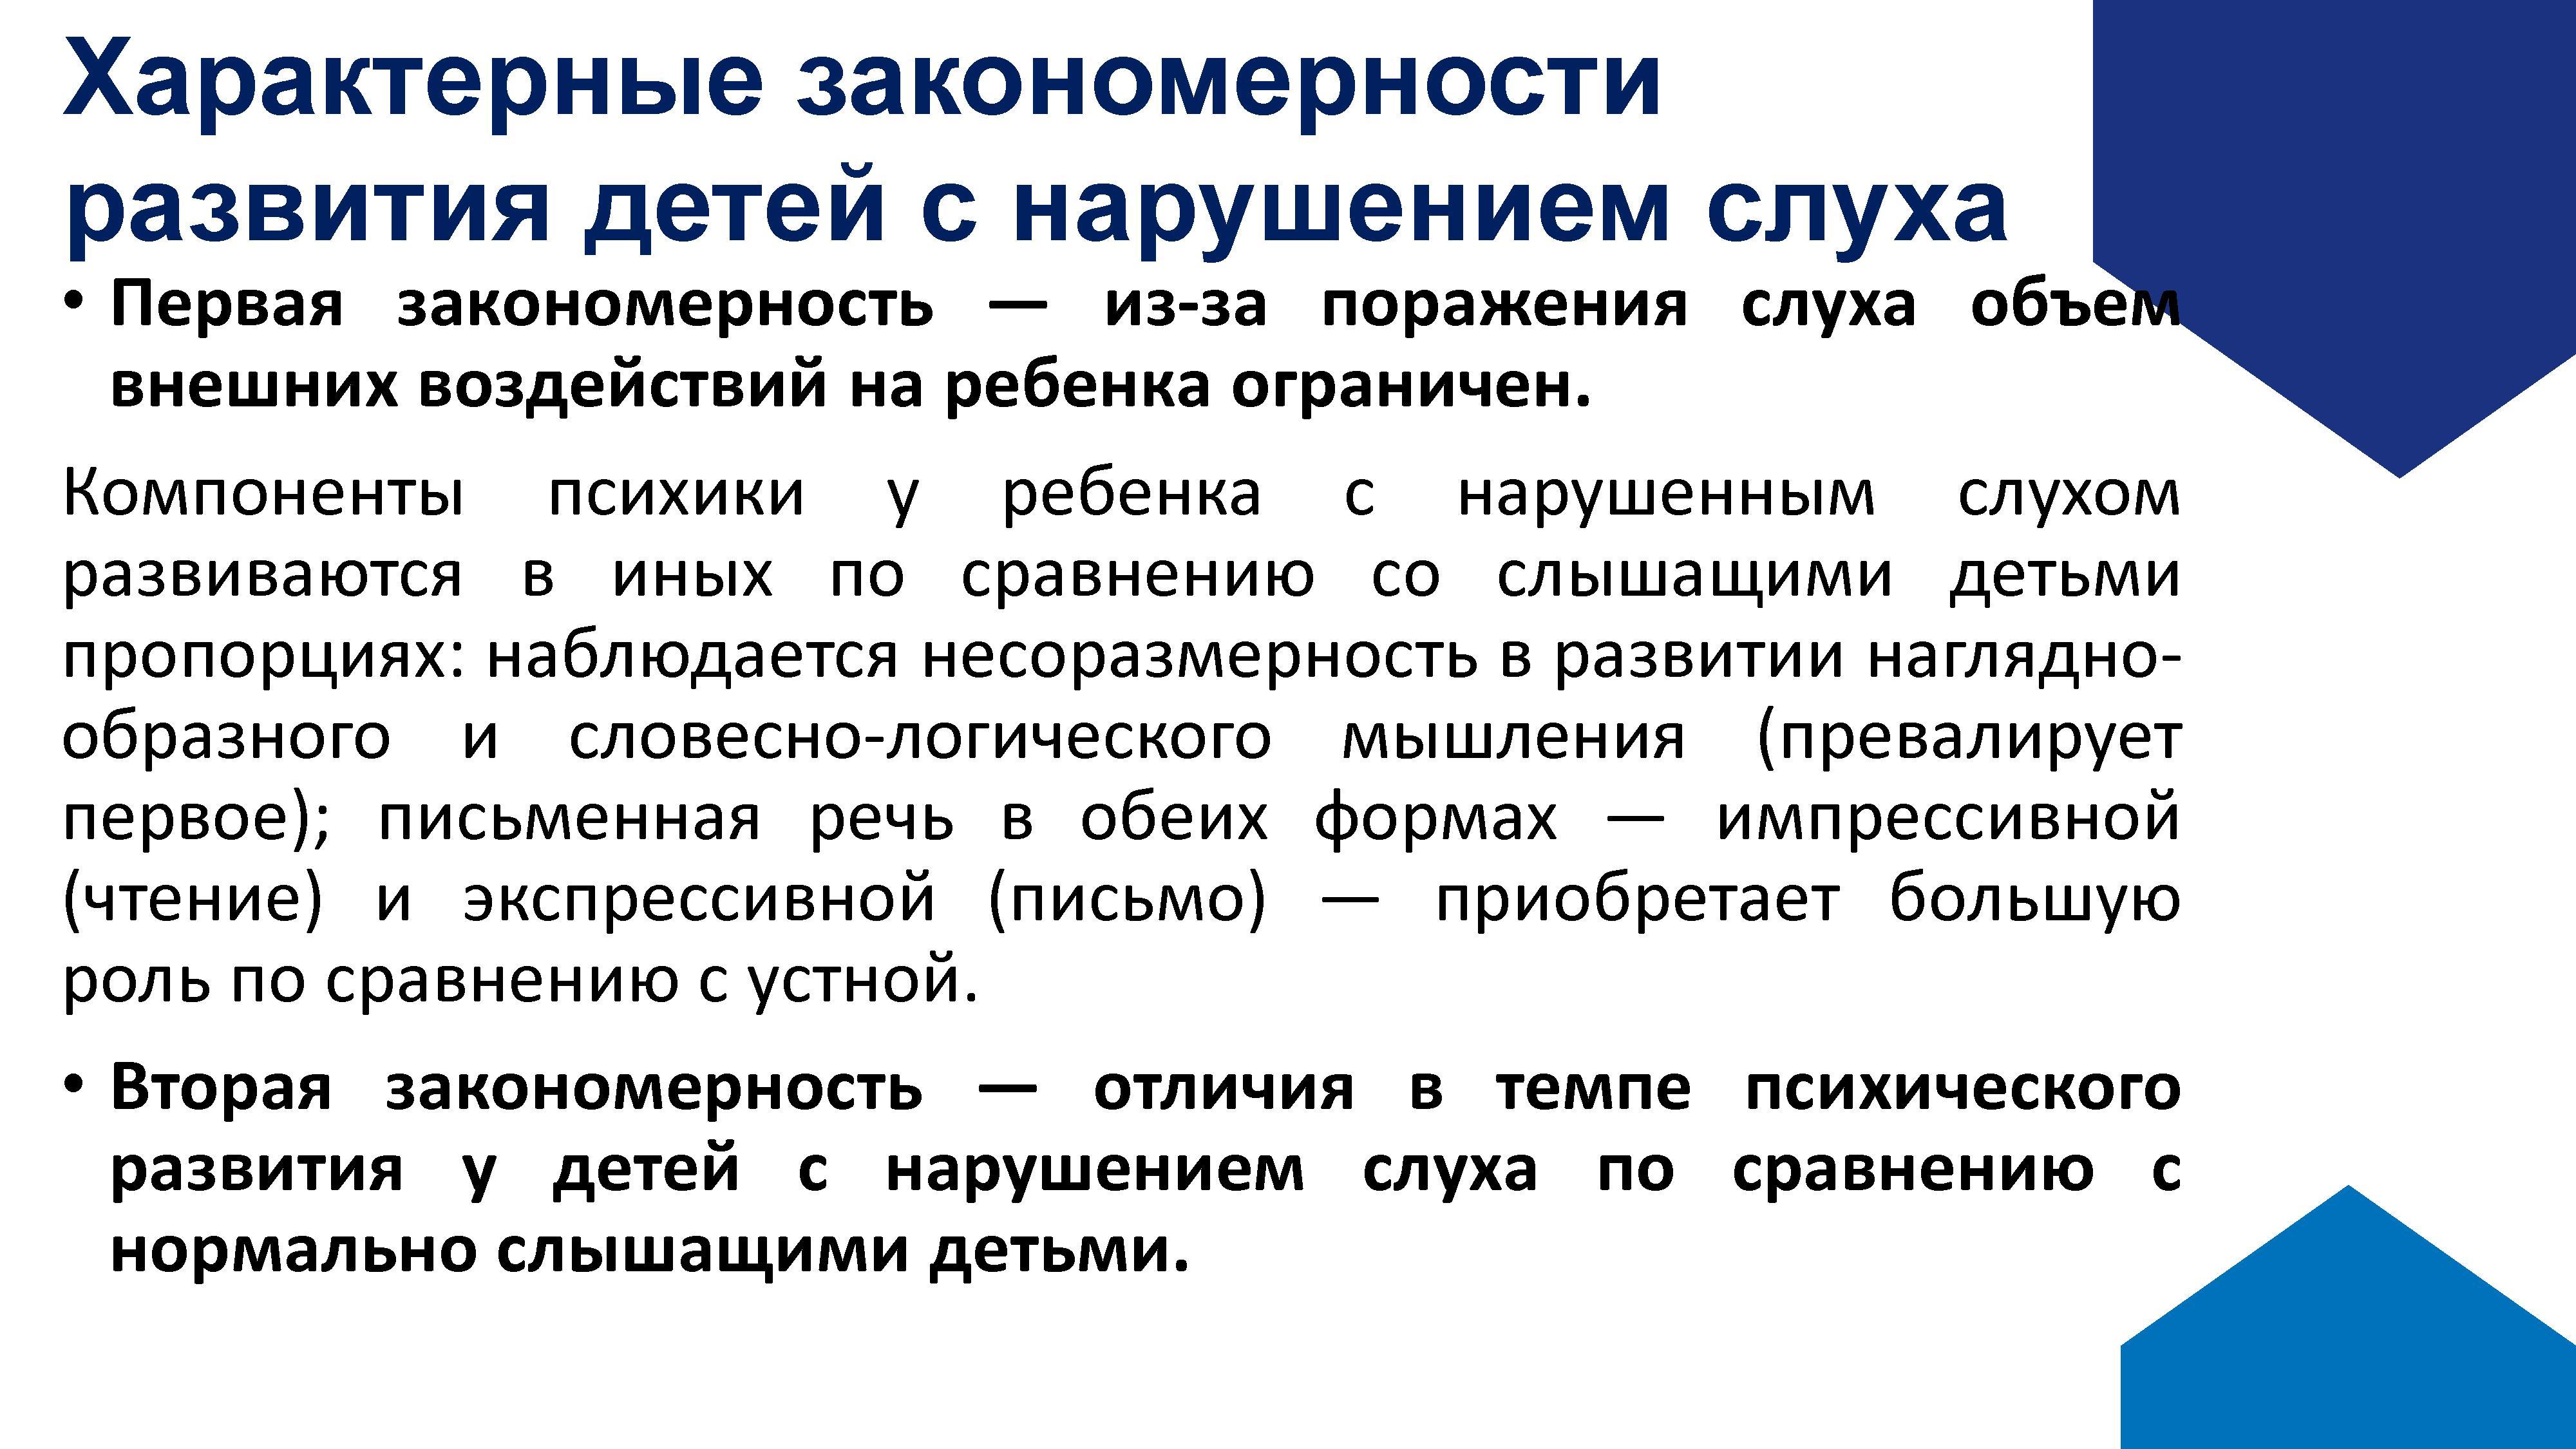 Характерные закономерности
развития детей с нарушением слуха
• Первая закономерность — из-за поражения слуха объем
внешних воздействий на ребенка ограничен.
Компоненты психики у ребенка с нарушенным слухом
развиваются в иных по сравнению со слышащими детьми
пропорциях: наблюдается несоразмерность в развитии наглядно-
образного и словесно-логического мышления (превалирует
первое); письменная речь в обеих формах — импрессивной
(чтение) и экспрессивной (письмо) — приобретает большую
роль по сравнению с устной.
• Вторая закономерность — отличия в темпе психического
развития у детей с нарушением слуха по сравнению с
нормально слышащими детьми.